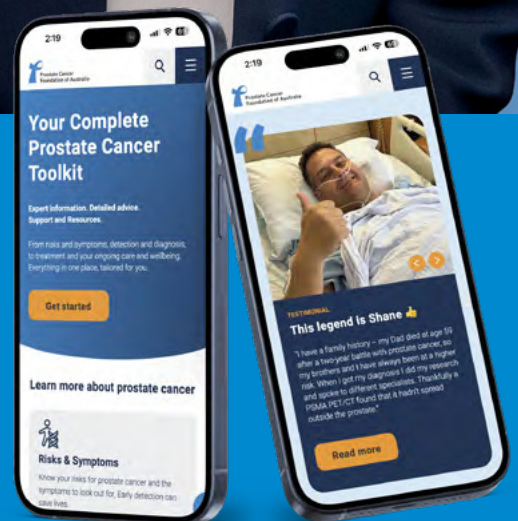 2:19
Prostate Cancer
Foundation of Australia
Your Complete
Prostate Cancer
Toolkit
Expert information. Detailed advice.
Support and Resources.
From risks and symptoms, detection and diagnosis,
to treatment and your ongoing care and wellbeing.
Everything in one place, tailored for you.
Get started
Learn more about prostate cancer
Risks & Symptoms
Know your risks for prostate cancer and the
symptoms to look out for. Early detection can
save lives.
2:19
Prostate Cancer
Foundation of Australia
TESTIMONIAL
This legend is Shane 👍
"I have a family history – my Dad died at age 59
after a two-year battle with prostate cancer, so
my brothers and I have always been at a higher
risk. When I got my diagnosis I did my research
and spoke to different specialists. Thankfully a
PSMA PET/CT found that it hadn't spread
outside the prostate."
Read more